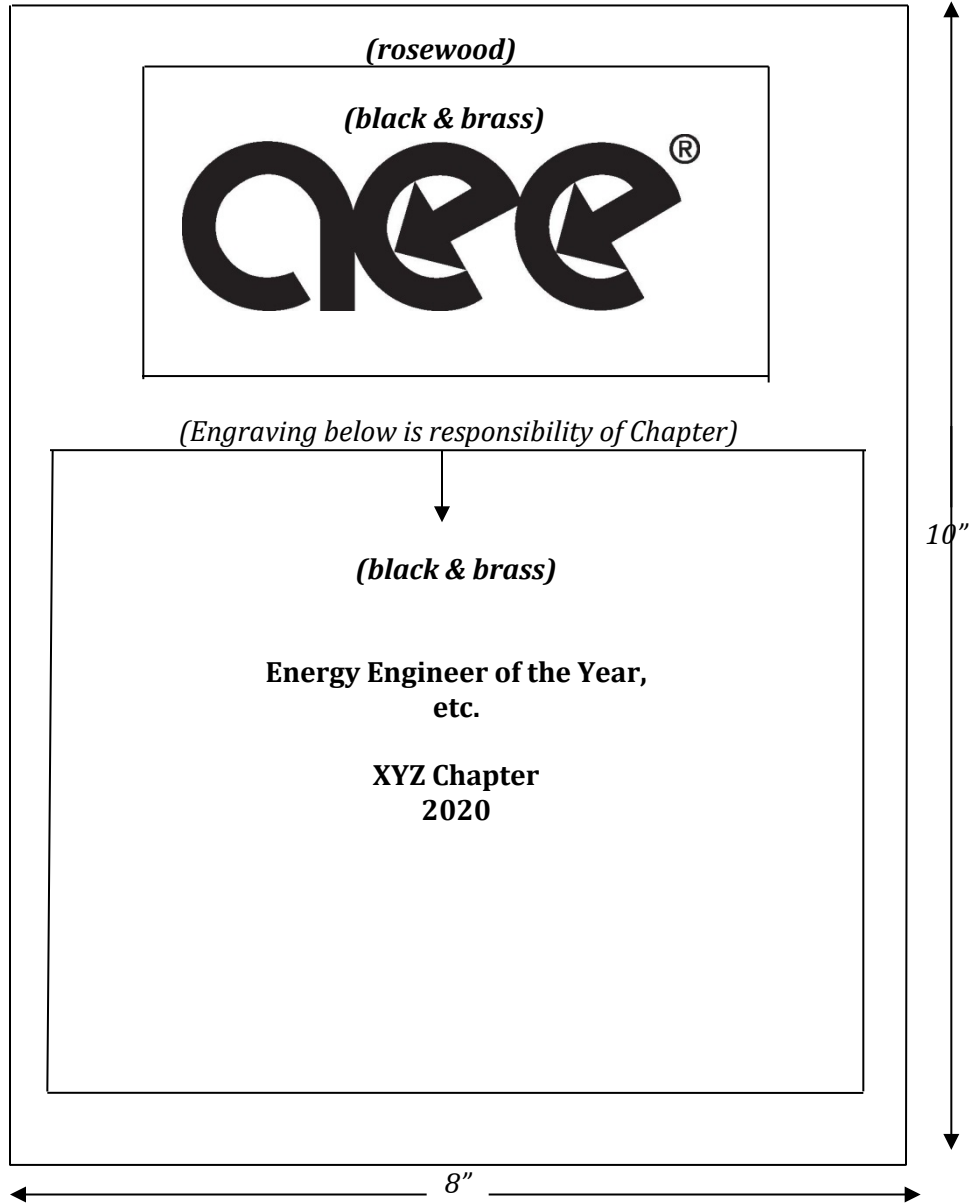 (rosewood)
(black & brass)
aee®
(Engraving below is responsibility of Chapter)
10”
(black & brass)
Energy Engineer of the Year,
etc.
XYZ Chapter
2020
8”